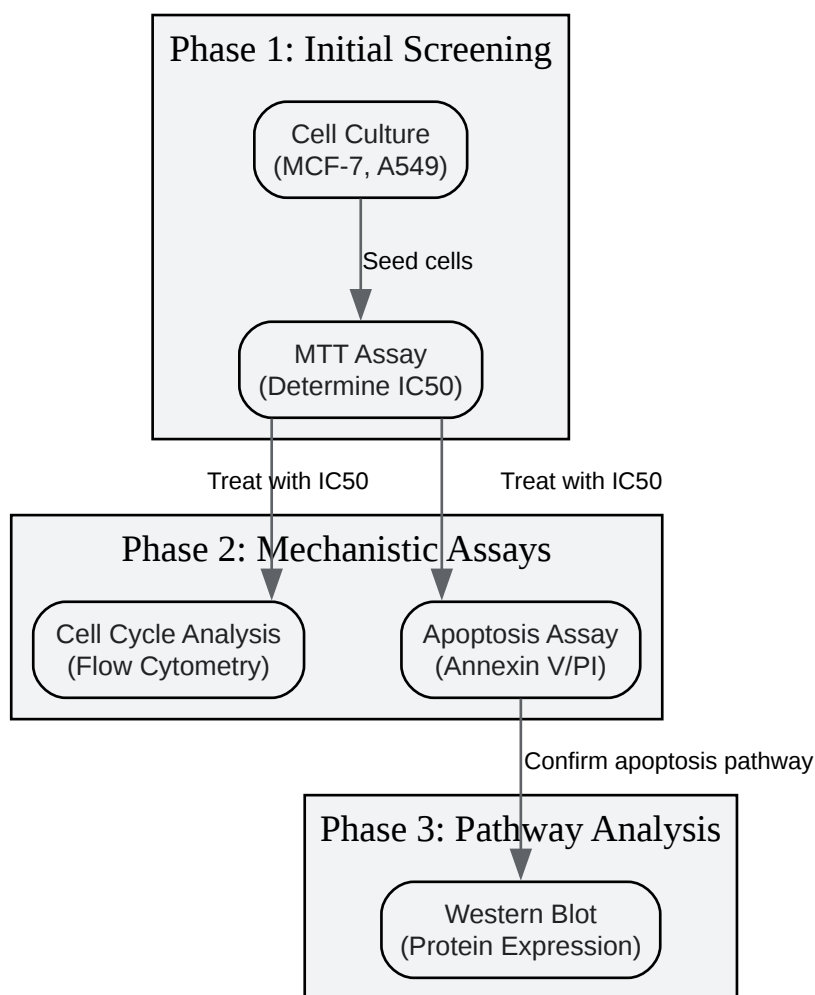 Phase 1: Initial Screening
Cell Culture
(MCF-7, A549)
Seed cells
MTT Assay
(Determine IC50)
Treat with IC50
Treat with IC50
Phase 2: Mechanistic Assays
Cell Cycle Analysis
(Flow Cytometry)
Apoptosis Assay
(Annexin V/PI)
Confirm apoptosis pathway
Phase 3: Pathway Analysis
Western Blot
(Protein Expression)